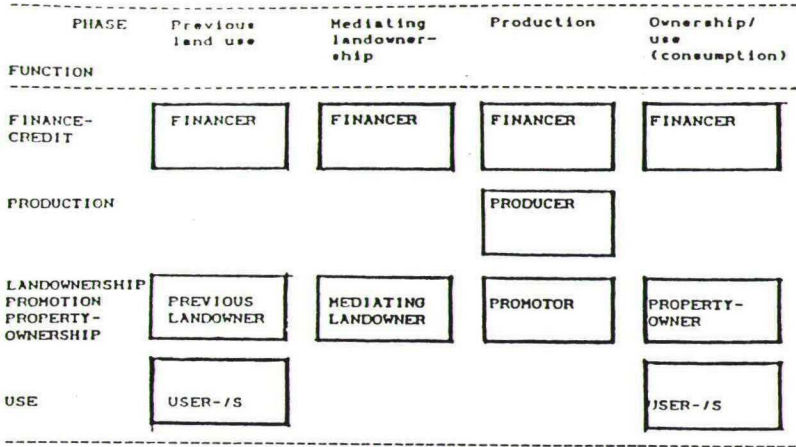 PHASE Previous Mediating Production Ownership/
land use landowner- use
ship (consumption)
FUNCTION
FINANCE- FINANCER FINANCER FINANCER FINANCER
CREDIT
PRODUCTION PRODUCER
LANDOWNERSHIP
PROMOTION PREVIOUS MEDIATING PROMOTOR PROPERTY-
PROPERTY- LANDOWNER LANDOWNER OWNER
OWNERSHIP
USE USER-/S USER-/S